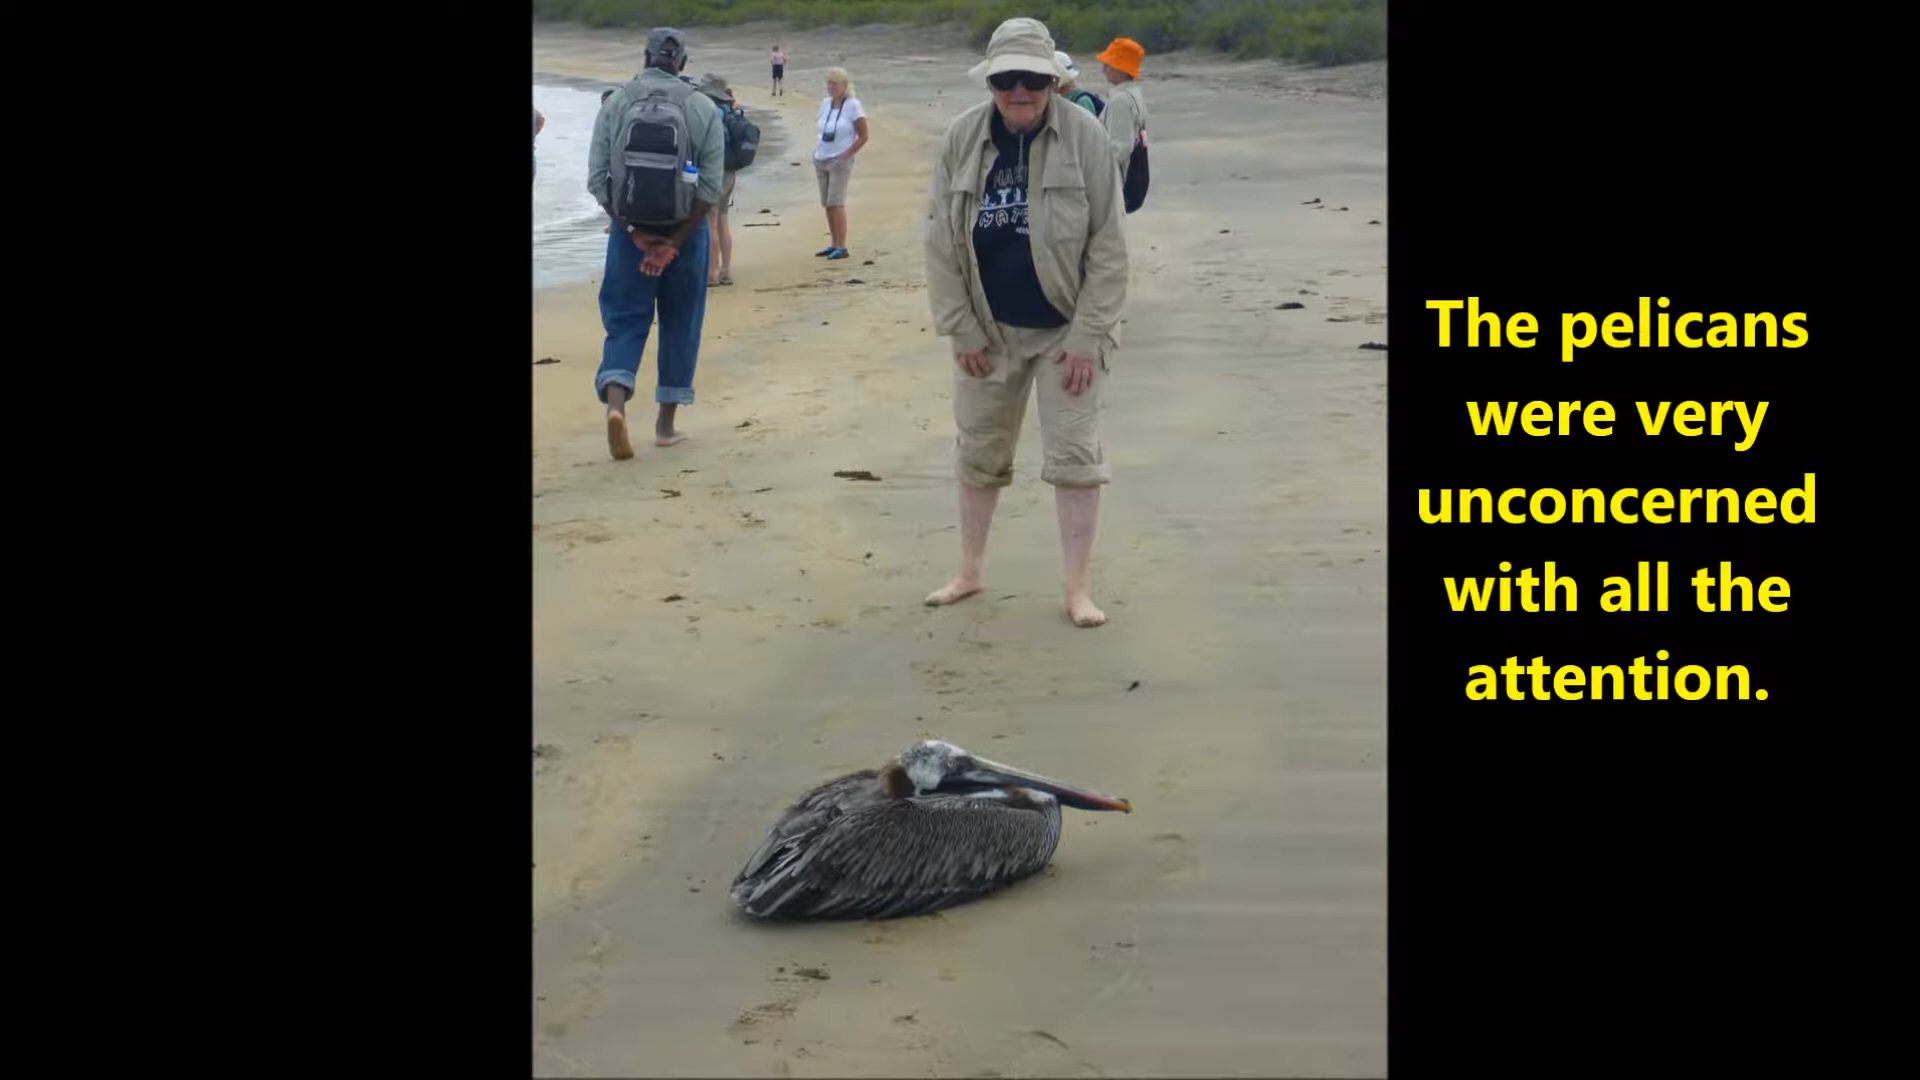 The pelicans
were very
unconcerned
with all the
attention.